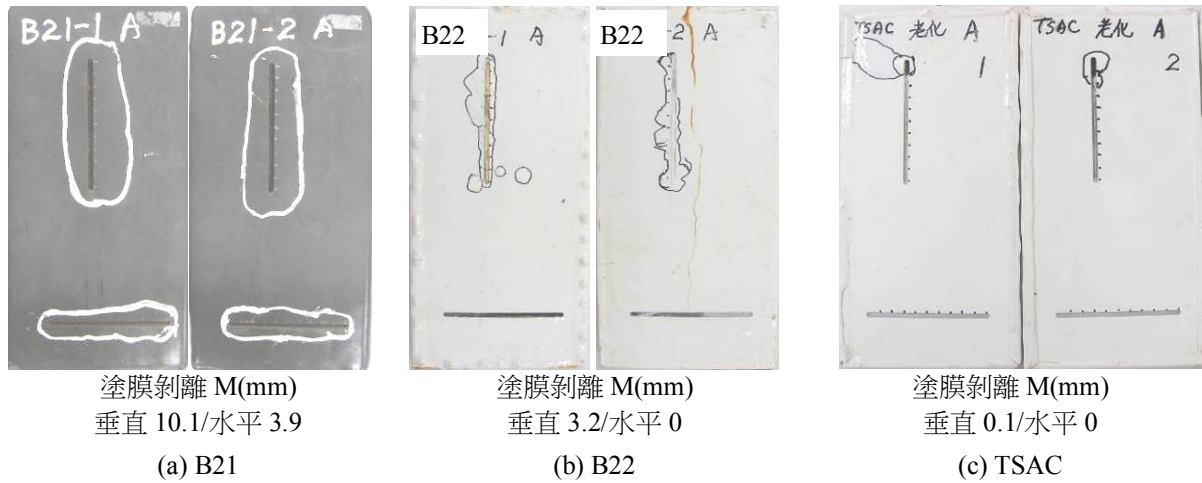 B21-1 A
B21-2 A
B22
-1 A
B22
-2 A
TSAC 老化 A
1
TSAC 老化 A
2
塗膜剝離 M(mm)
垂直 10.1/水平 3.9
(a) B21
塗膜剝離 M(mm)
垂直 3.2/水平 0
(b) B22
塗膜剝離 M(mm)
垂直 0.1/水平 0
(c) TSAC